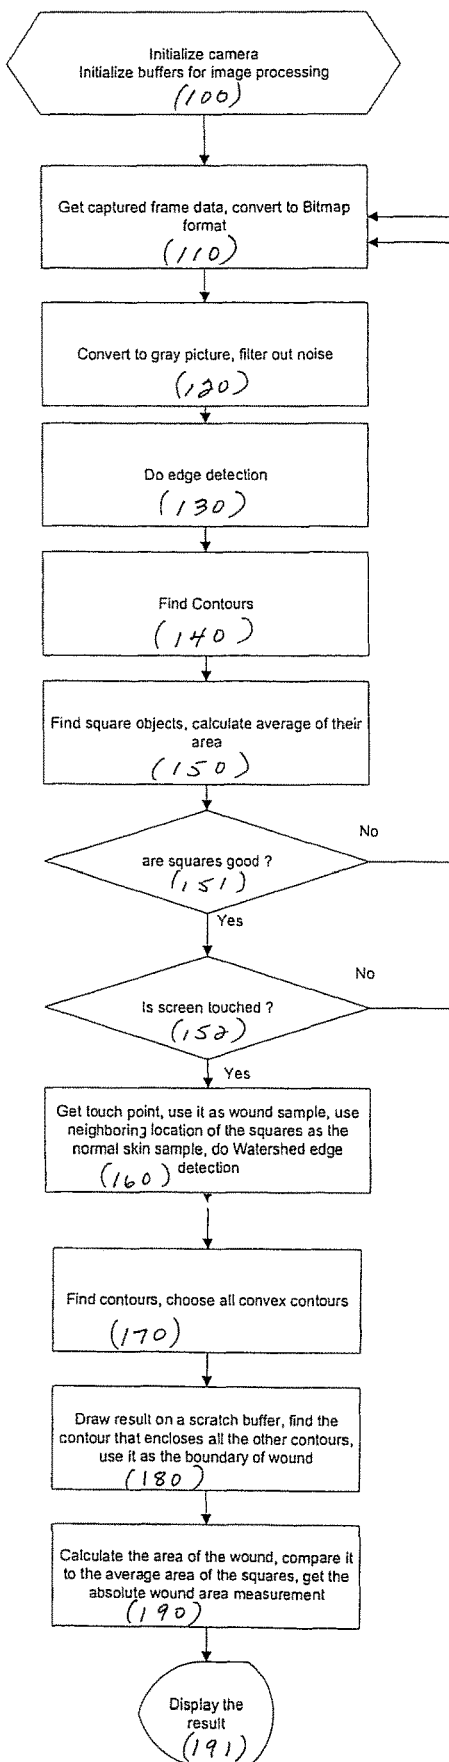 Initialize camera
Initialize buffers for image processing
(100)
Get captured frame data, convert to Bitmap
format
(110)
Convert to gray picture, filter out noise
(120)
Do edge detection
(130)
Find Contours
(140)
Find square objects, calculate average of their
area
(150)
No
are squares good ?
(151)
Yes
No
Is screen touched ?
(152)
Yes
Get touch point, use it as wound sample, use
neighboring location of the squares as the
normal skin sample, do Watershed edge
(160) detection
Find contours, choose all convex contours
(170)
Draw result on a scratch buffer, find the
contour that encloses all the other contours,
use it as the boundary of wound
(180)
Calculate the area of the wound, compare it
to the average area of the squares, get the
absolute wound area measurement
(190)
Display the
result
(191)